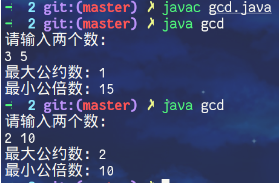 → 2 git:(master) ✗ javac gcd.java
→ 2 git:(master) ✗ java gcd
请输入两个数:
3 5
最大公约数: 1
最小公倍数: 15
→ 2 git:(master) ✗ java gcd
请输入两个数:
2 10
最大公约数: 2
最小公倍数: 10